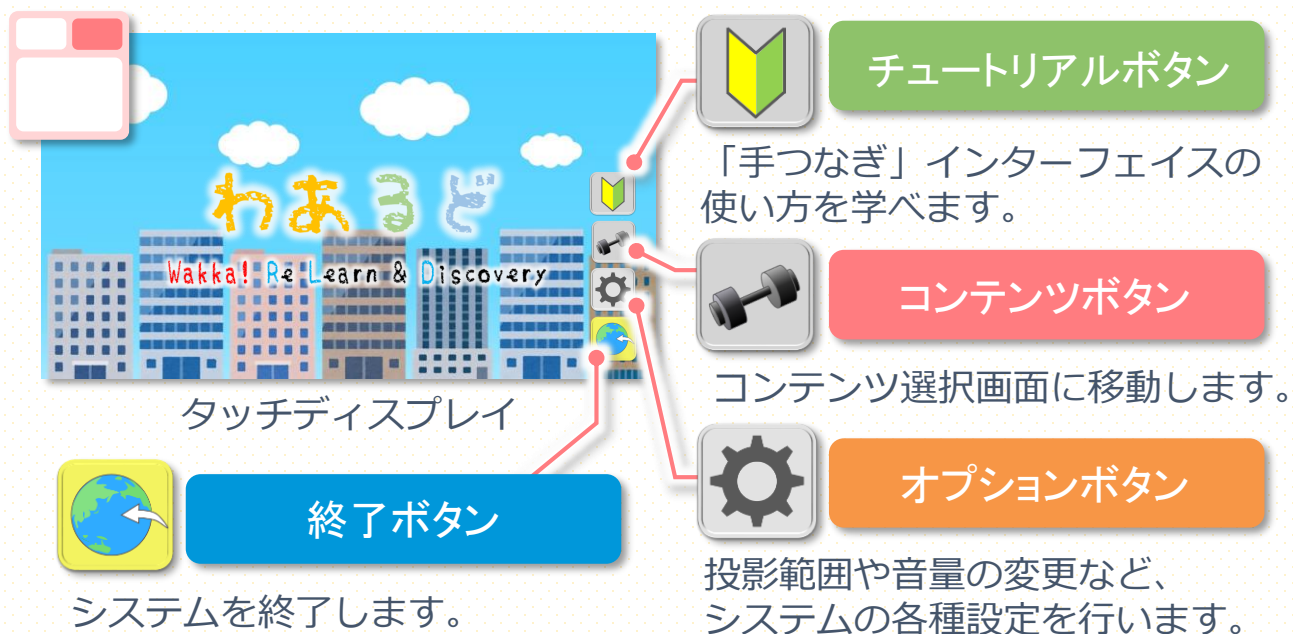 わあるど
Wakka! Re Learn & Discovery
タッチディスプレイ
終了ボタン
システムを終了します。
チュートリアルボタン
「手つなぎ」インターフェイスの
使い方を学べます。
コンテンツボタン
コンテンツ選択画面に移動します。
オプションボタン
投影範囲や音量の変更など、
システムの各種設定を行います。